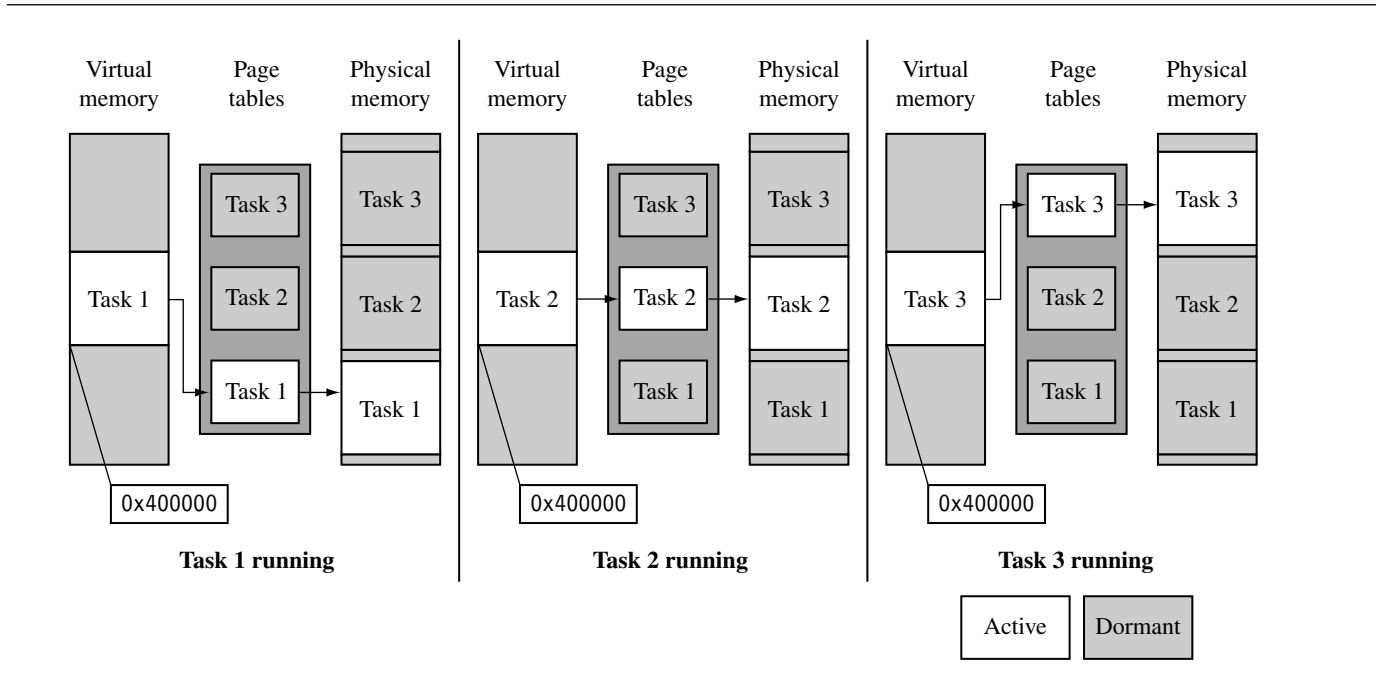 Virtual
memory
Page
tables
Physical
memory
Task 3
Task 3
Task 1
Task 2
Task 2
Task 1
Task 1
0x400000
Task 1 running
Virtual
memory
Page
tables
Physical
memory
Task 3
Task 3
Task 2
Task 2
Task 2
Task 1
Task 1
0x400000
Task 2 running
Virtual
memory
Page
tables
Physical
memory
Task 3
Task 3
Task 3
Task 2
Task 2
Task 1
Task 1
0x400000
Task 3 running
Active
Dormant